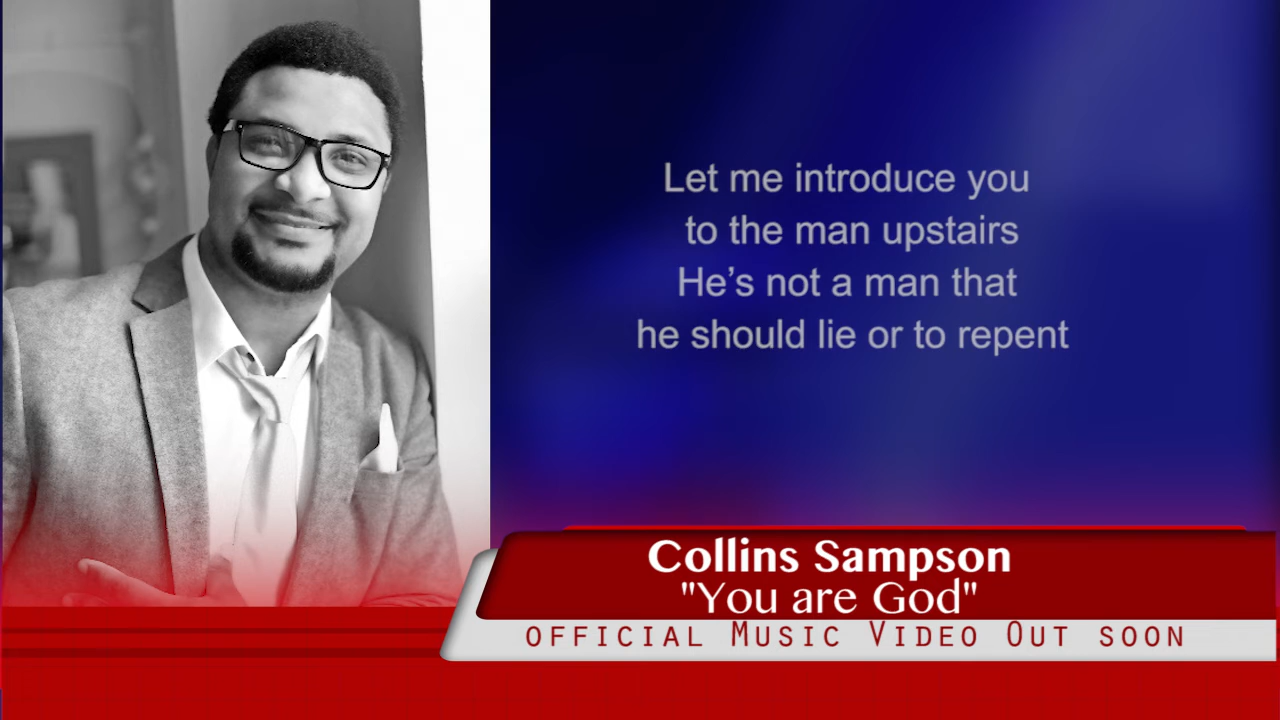 Let me introduce you
to the man upstairs
He’s not a man that
he should lie or to repent
Collins Sampson
"You are God"
OFFICIAL MUSIC VIDEO OUT SOON